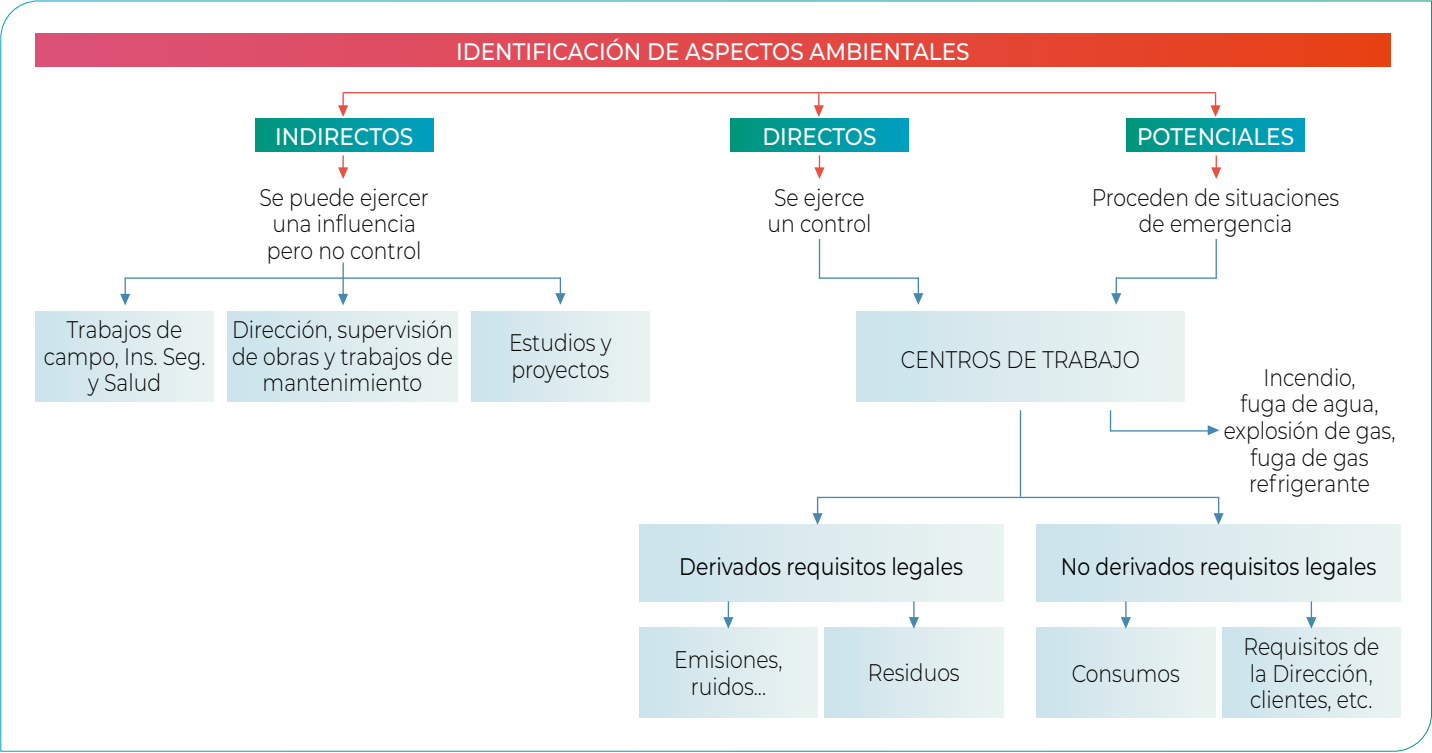 IDENTIFICACIÓN DE ASPECTOS AMBIENTALES
INDIRECTOS
DIRECTOS
POTENCIALES
Se puede ejercer
una influencia
pero no control
Se ejerce
un control
Proceden de situaciones
de emergencia
Trabajos de
campo, Ins. Seg.
y Salud
Dirección, supervisión
de obras y trabajos de
mantenimiento
Estudios y
proyectos
CENTROS DE TRABAJO
Incendio,
fuga de agua,
explosión de gas,
fuga de gas
refrigerante
Derivados requisitos legales
No derivados requisitos legales
Emisiones,
ruidos...
Residuos
Consumos
Requisitos de
la Dirección,
clientes, etc.